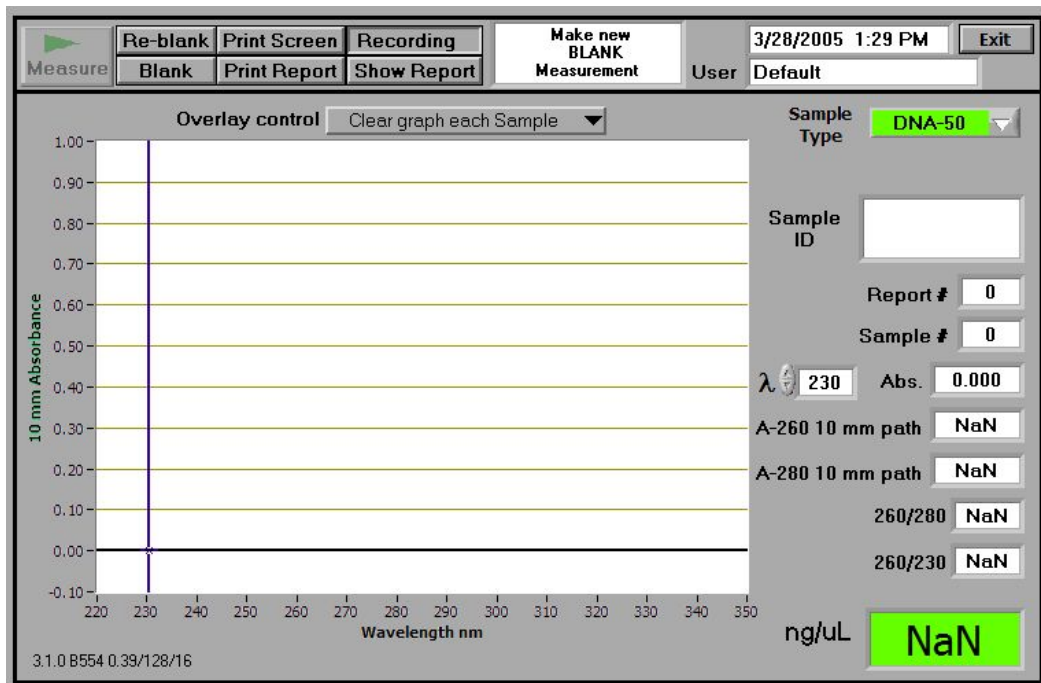 Measure
Re-blank Print Screen Recording
Blank Print Report Show Report
Make new
BLANK
Measurement
3/28/2005 1:29 PM Exit
User Default
Overlay control Clear graph each Sample
Sample
Type
DNA-50
Sample
ID
Report # 0
Sample # 0
λ 230 Abs. 0.000
A-260 10 mm path NaN
A-280 10 mm path NaN
260/280 NaN
260/230 NaN
ng/uL NaN
10 mm Absorbance
1.00
0.90
0.80
0.70
0.60
0.50
0.40
0.30
0.20
0.10
0.00
-0.10
220 230 240 250 260 270 280 290 300 310 320 330 340 350
Wavelength nm
3.1.0 B554 0.39/128/16